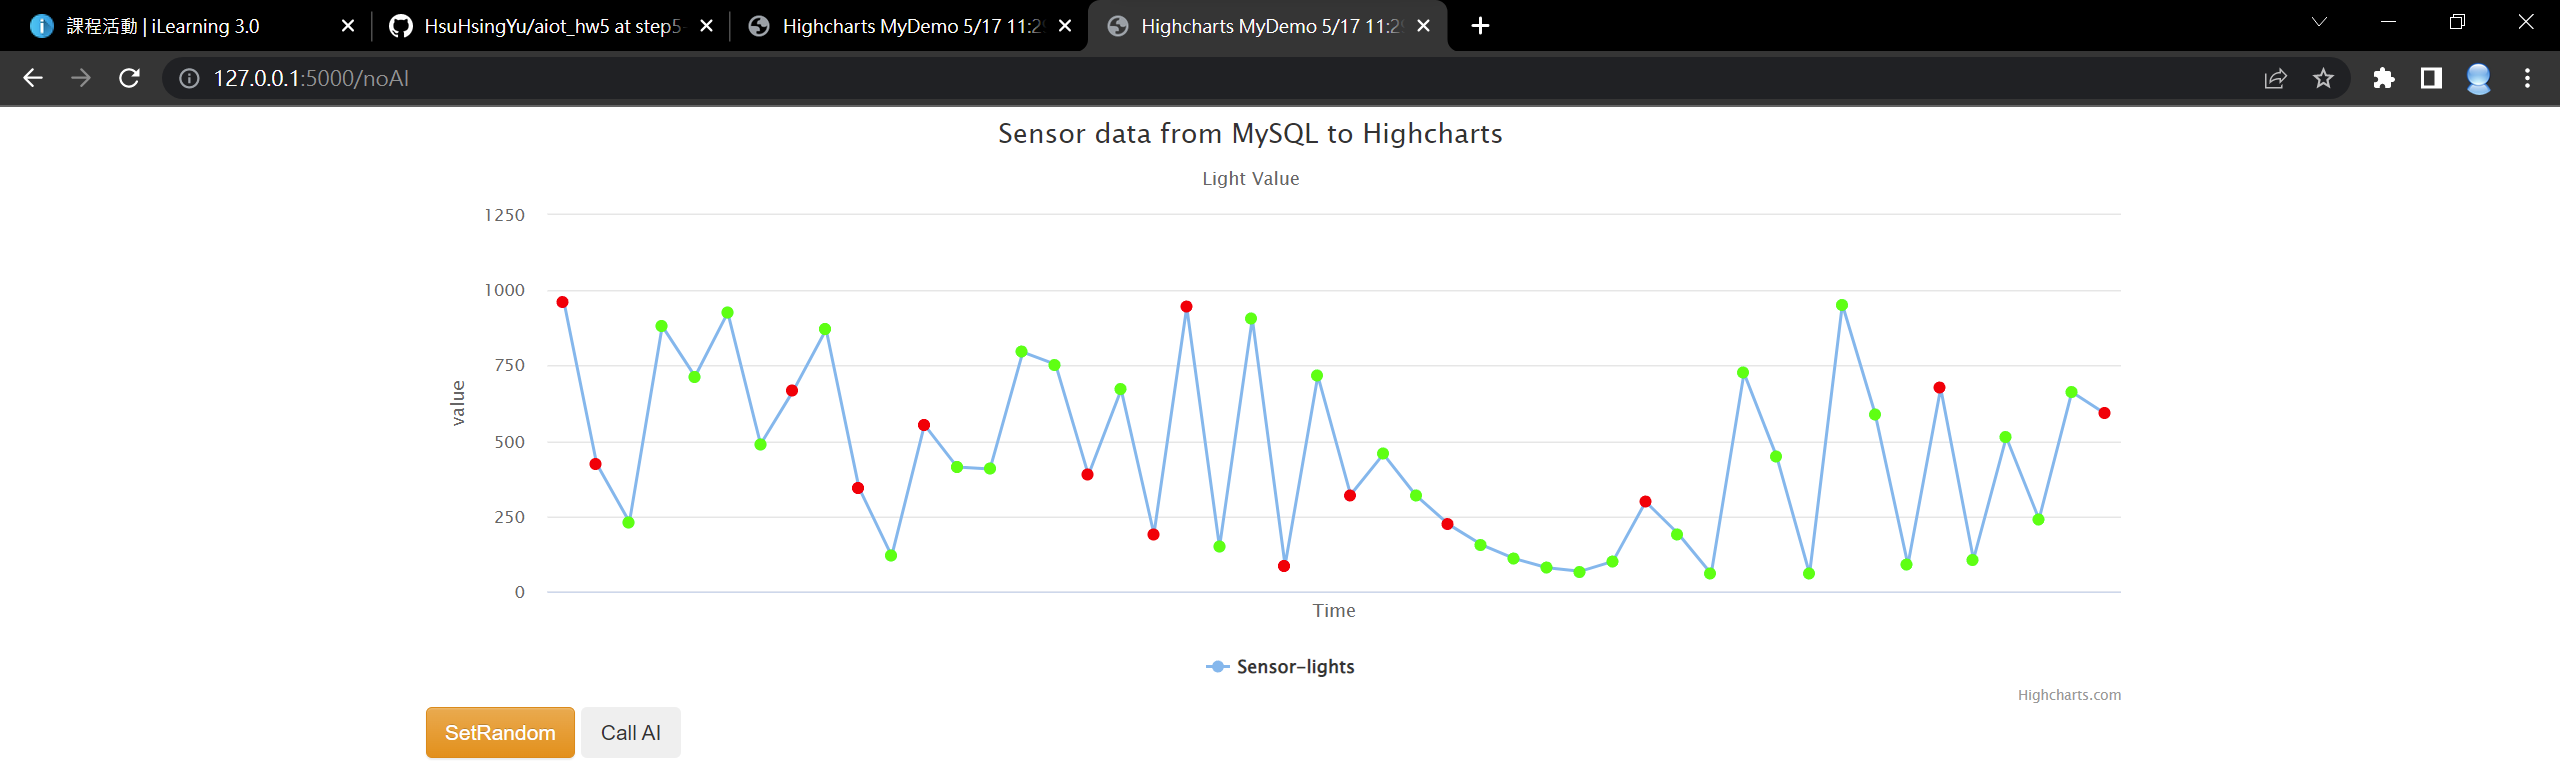 課程活動 | iLearning 3.0
HsuHsingYu/aiot_hw5 at step5-
Highcharts MyDemo 5/17 11:29
Highcharts MyDemo 5/17 11:29
127.0.0.1:5000/noAI
Sensor data from MySQL to Highcharts
Light Value
1250
1000
750
500
250
0
value
Time
Sensor-lights
Highcharts.com
SetRandom
Call AI